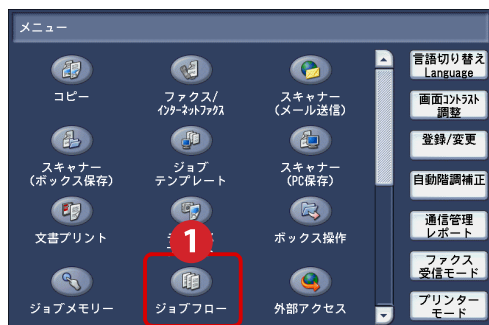 メニュー
コピー
ファクス/
インターネットファクス
スキャナー
(メール送信)
スキャナー
(ボックス保存)
ジョブ
テンプレート
スキャナー
(PC保存)
文書プリント
1
ボックス操作
ジョブメモリー
ジョブフロー
外部アクセス
言語切り替え
Language
画面コントラスト
調整
登録/変更
自動階調補正
通信管理
レポート
ファクス
受信モード
プリンター
モード